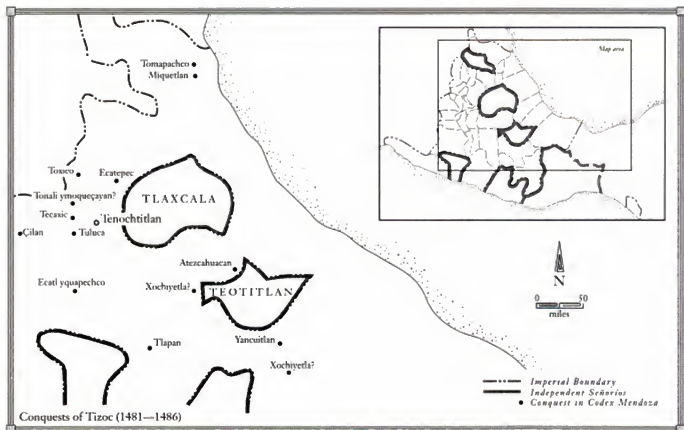 Map area
Tomapachco
Miquetlan
Toxico
Ecatepec
Tonali ymoqueçayan?
Tecaxic
Tenochtitlan
Çilan
Tuluca
TLAXCALA
Atezcahuacan
Ecatl yquapechco
Xochiyetla?
TEOTITLAN
Tlapan
Yancuitlan
Xochiyetla?
N
0 50
miles
Imperial Boundary
Independent Señoríos
Conquest in Codex Mendoza
Conquests of Tizoc (1481—1486)